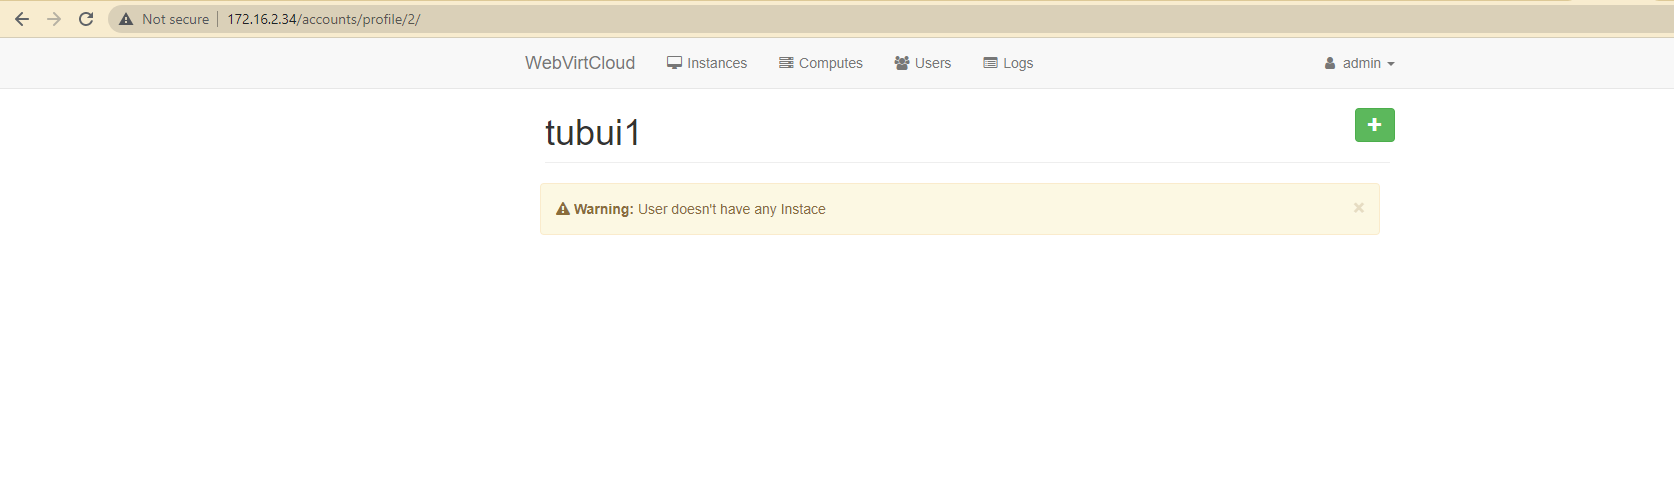 Not secure | 172.16.2.34/accounts/profile/2/
WebVirtCloud Instances Computes Users Logs admin
tubui1
Warning: User doesn't have any Instace